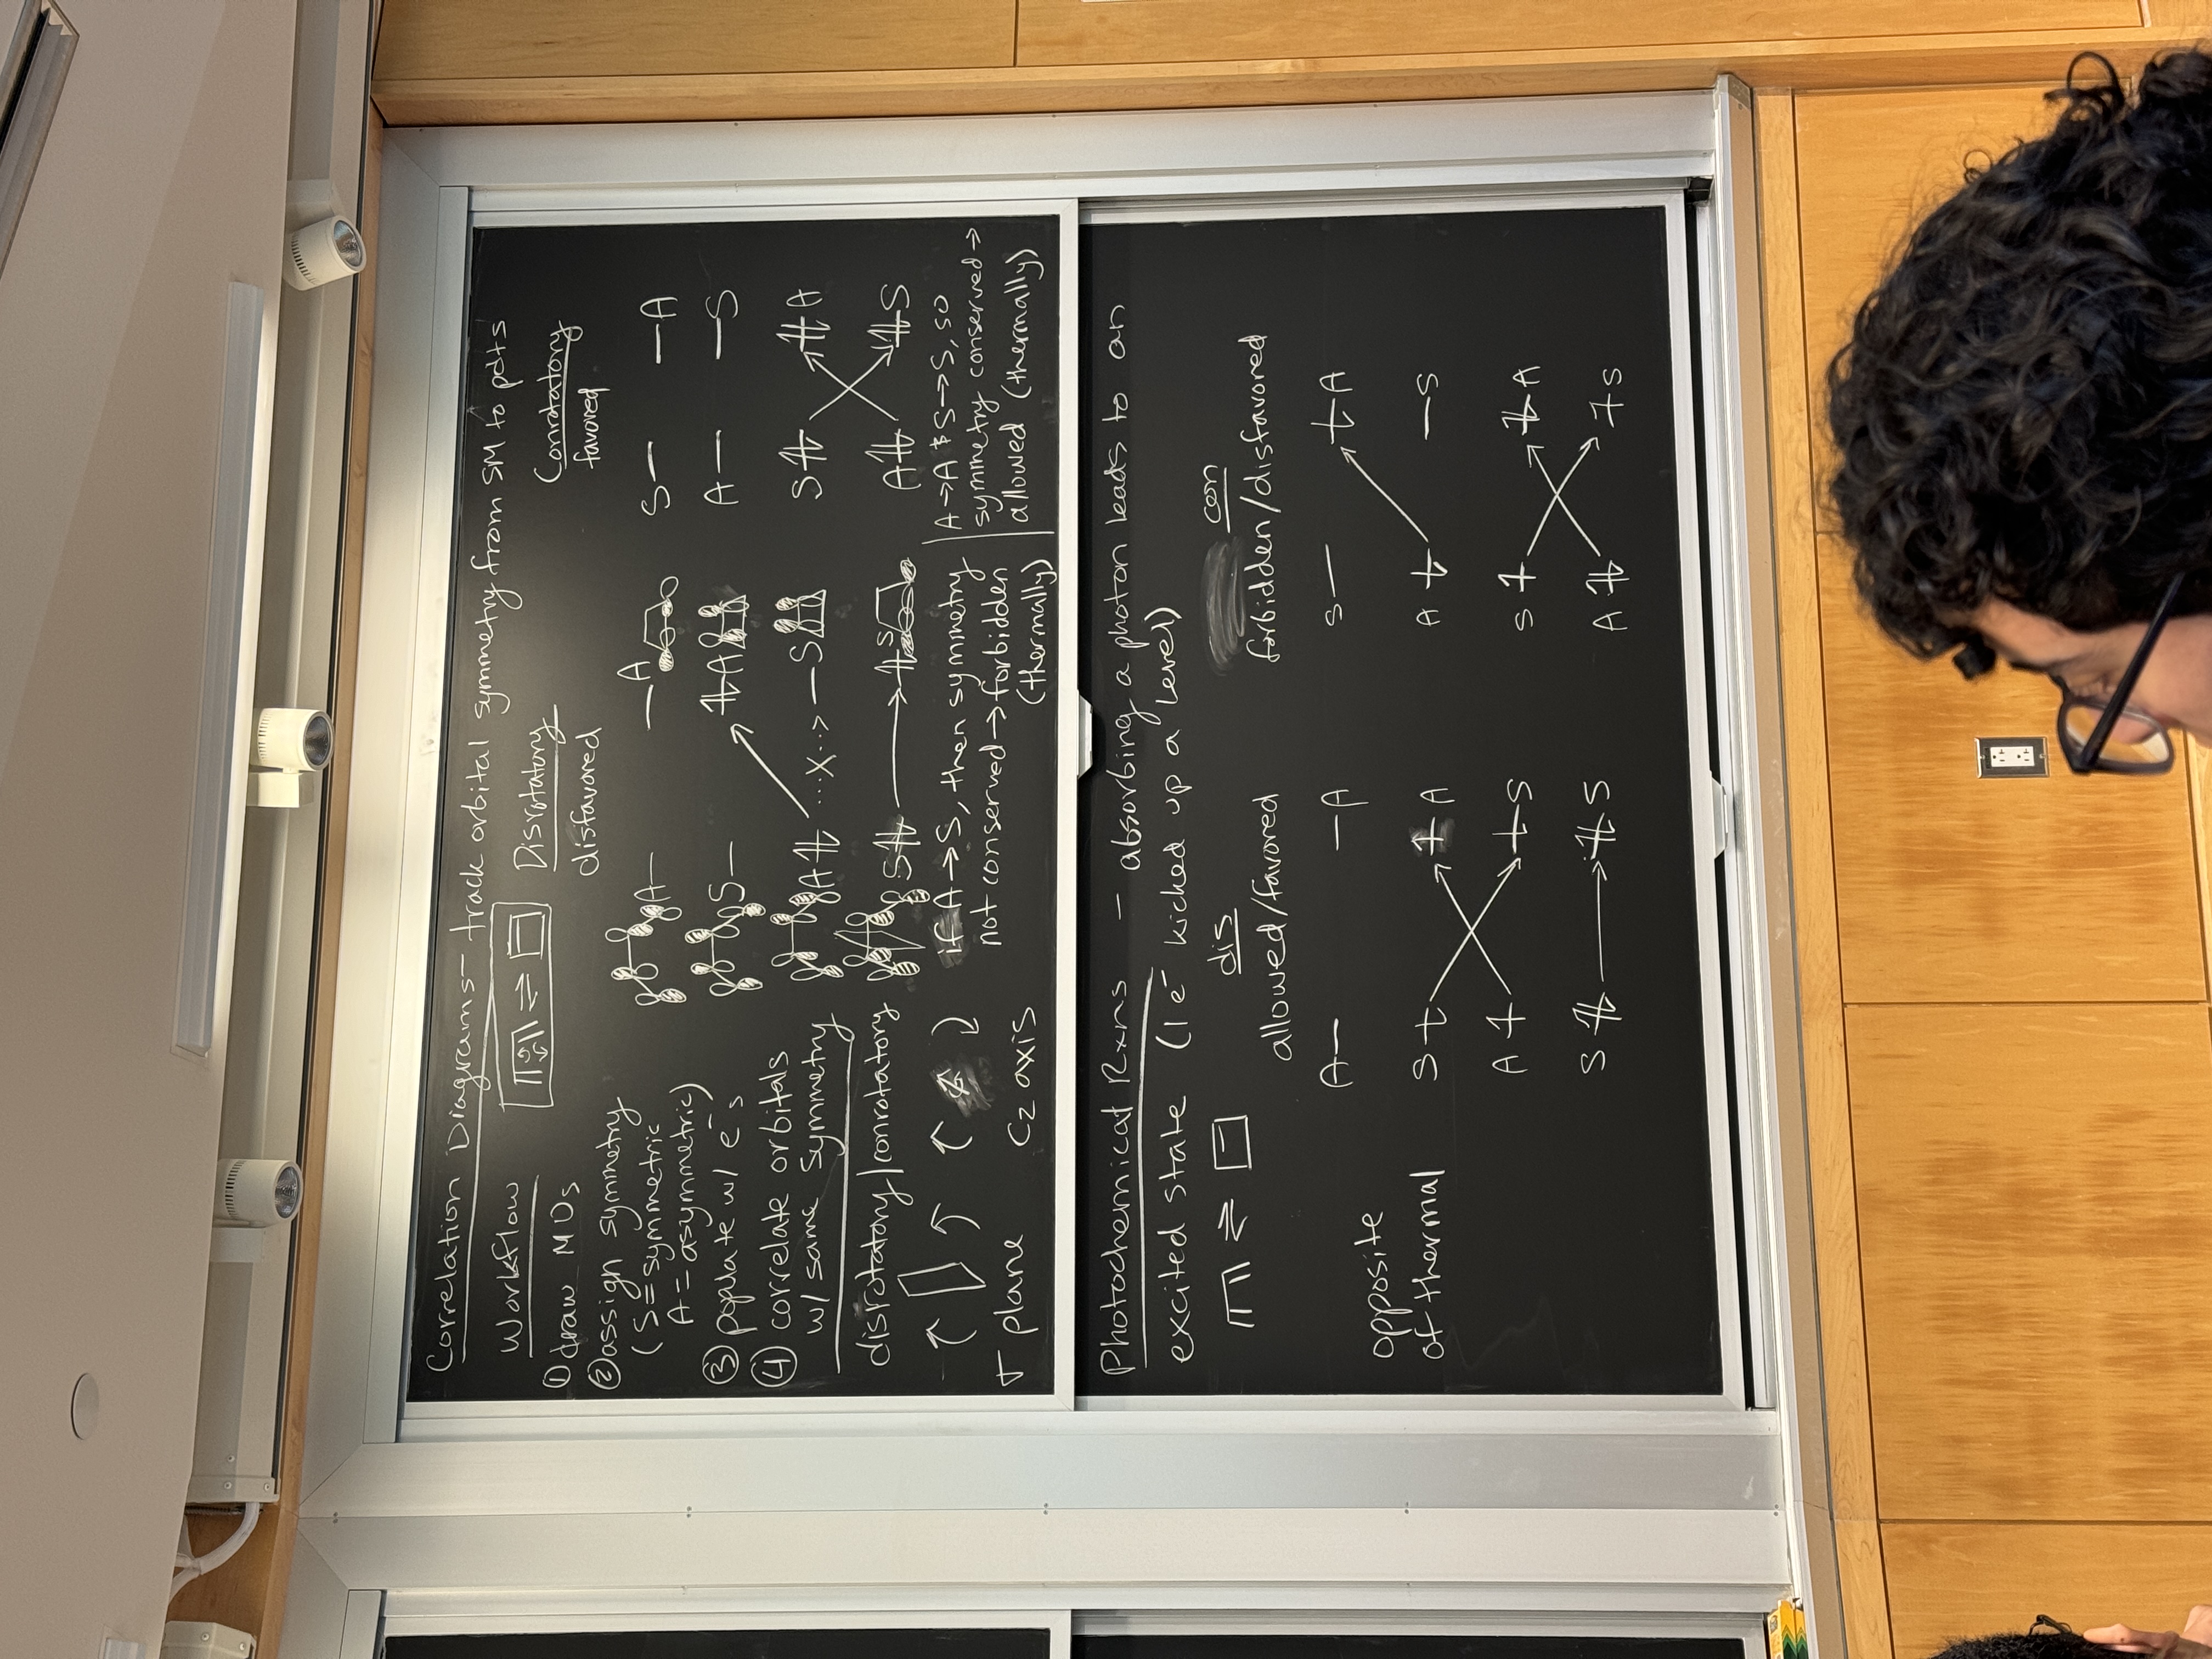 Correlation Diagrams - track orbital symmetry from SM to pdts
Workflow
① draw MOs
② assign symmetry
(S = symmetric
A = asymmetric)
③ populate w/ e⁻s
④ correlate orbitals
w/ same symmetry
disrotatory/conrotatory
σ plane
C₂ axis
⇌
Disrotatory
disfavored
A—
—A
S—
⥮A
A⥮
...X...> —S
S⥮ → ⥮S
if A → S, then symmetry
not conserved → forbidden
(thermally)
Conrotatory
favored
S— —A
A— —S
S⥮ ⥮A
A⥮ ⥮S
A → A & S → S, so
symmetry conserved →
allowed (thermally)
Photochemical Rxns - absorbing a photon leads to an
excited state (1 e⁻ kicked up a level)
⇌
opposite
of thermal
dis
allowed/favored
A— —A
S⇂ ↿A
A↿ ⇂S
S⥮ → ⥮S
con
forbidden/disfavored
S— ⇂A
A⇂ —S
S↿ ⥮A
A⥮ ↿S